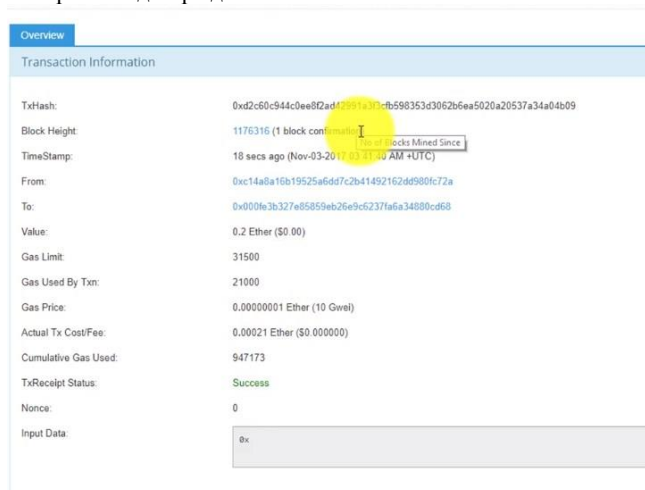 Overview
Transaction Information
TxHash: 0xd2c60c944c0ee8f2ad42991a3f3cfb598353d3062b6ea5020a20537a34a04b09
Block Height: 1176316 (1 block confirmation)
No of Blocks Mined Since
TimeStamp: 18 secs ago (Nov-03-2017 03:41:40 AM +UTC)
From: 0xc14a8a16b19525a6dd7c2b41492162dd980fc72a
To: 0x000fe3b327e85859eb26e9c6237fa6a34880cd68
Value: 0.2 Ether ($0.00)
Gas Limit: 31500
Gas Used By Txn: 21000
Gas Price: 0.00000001 Ether (10 Gwei)
Actual Tx Cost/Fee: 0.00021 Ether ($0.000000)
Cumulative Gas Used: 947173
TxReceipt Status: Success
Nonce: 0
Input Data: 0x